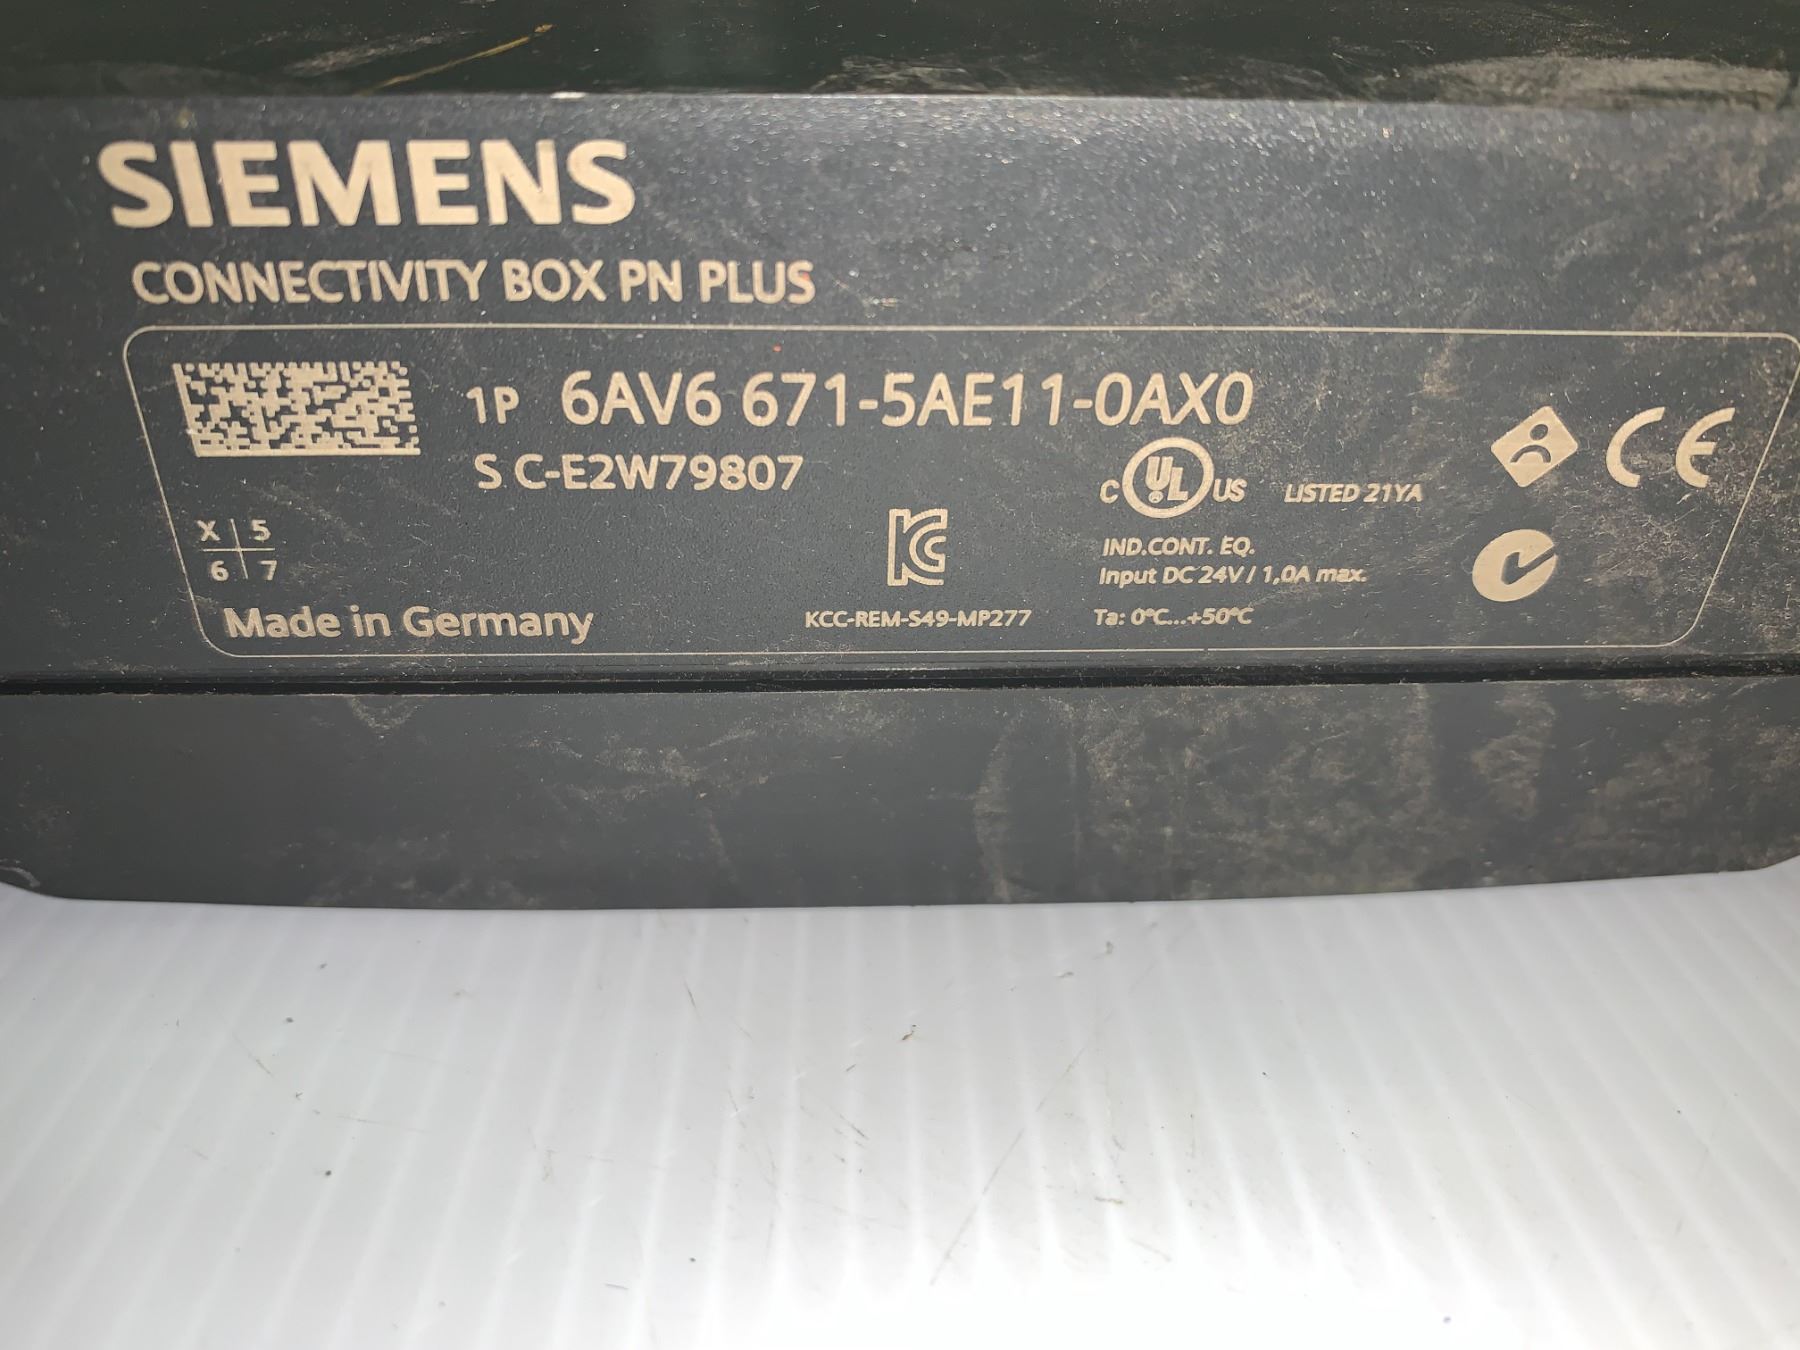 SIEMENS
CONNECTIVITY BOX PN PLUS
1P 6AV6 671-5AE11-0AX0
S C-E2W79807
C UL US LISTED 21YA
CE
X 5
6 7
IND.CONT. EQ.
Input DC 24V / 1,0A max.
Made in Germany
KCC-REM-S49-MP277
Ta: 0°C...+50°C